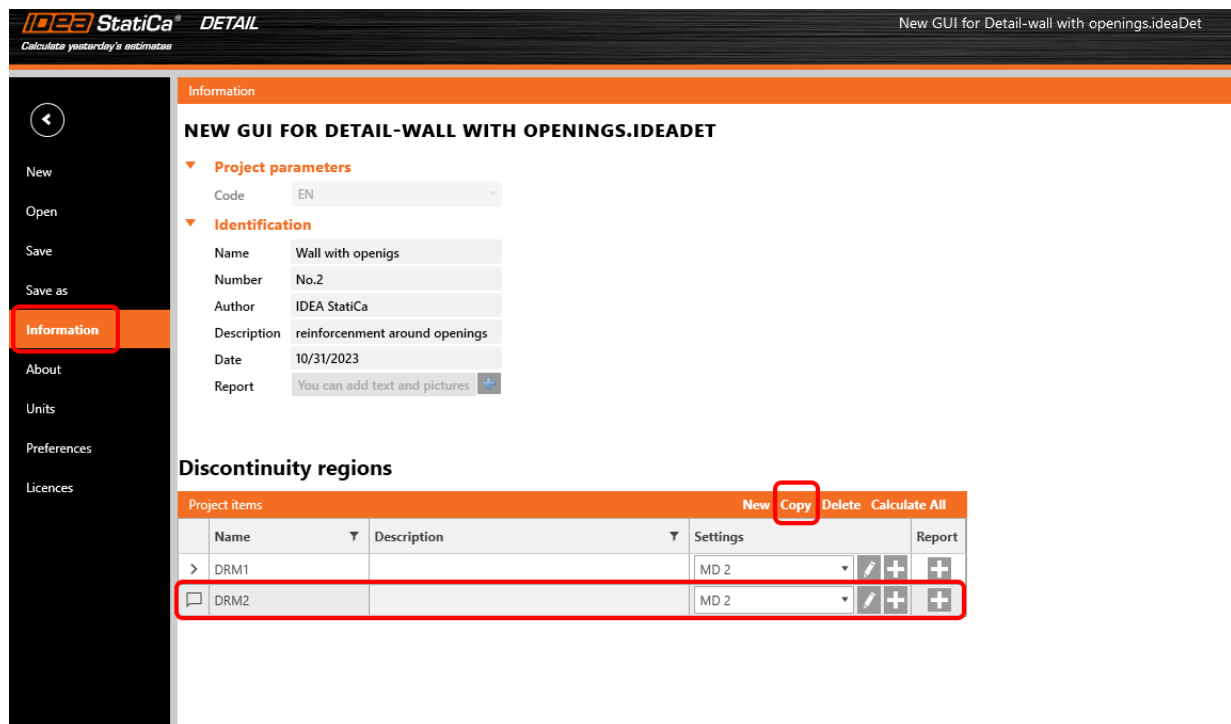 IDEA StatiCa® DETAIL
New GUI for Detail-wall with openings.ideaDet
Calculate yesterday's estimates
Information
NEW GUI FOR DETAIL-WALL WITH OPENINGS.IDEADET
New
Open
Save
Save as
Information
About
Units
Preferences
Licences
Project parameters
Code EN
Identification
Name Wall with openigs
Number No.2
Author IDEA StatiCa
Description reinforcenment around openings
Date 10/31/2023
Report You can add text and pictures
Discontinuity regions
Project items New Copy Delete Calculate All
Name Description Settings Report
DRM1 MD 2
DRM2 MD 2